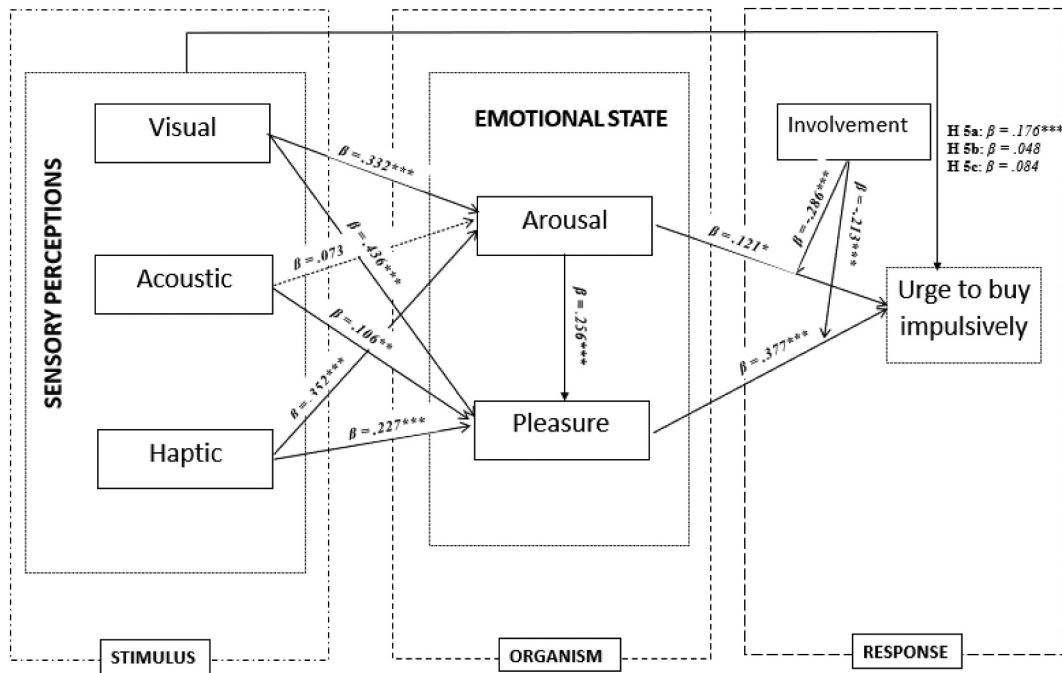 SENSORY PERCEPTIONS
Visual
Acoustic
Haptic
STIMULUS
β = .332***
β = .436***
β = .073
β = .106**
β = .352***
β = .227***
EMOTIONAL STATE
Arousal
β = .256***
Pleasure
ORGANISM
β = .121*
β = .377***
Involvement
β = -.286***
β = -.213***
H 5a: β = .176***
H 5b: β = .048
H 5c: β = .084
Urge to buy
impulsively
RESPONSE